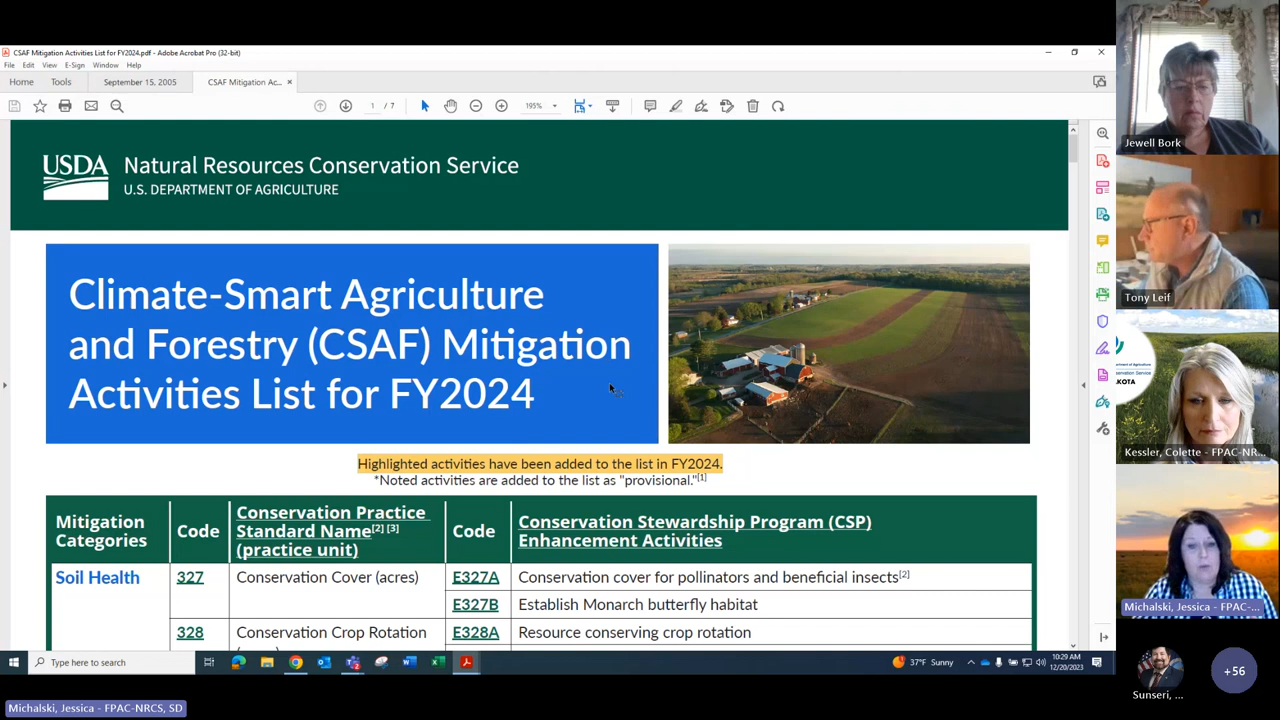 CSAF Mitigation Activities List for FY2024.pdf - Adobe Acrobat Pro (32-bit)
File Edit View E-Sign Window Help
Home Tools September 15, 2005 CSAF Mitigation Ac... ×
1 / 7 195%
USDA Natural Resources Conservation Service
U.S. DEPARTMENT OF AGRICULTURE
Climate-Smart Agriculture
and Forestry (CSAF) Mitigation
Activities List for FY2024
Highlighted activities have been added to the list in FY2024.
*Noted activities are added to the list as "provisional."[1]
Mitigation Categories
Code
Conservation Practice
Standard Name[2] [3]
(practice unit)
Code
Conservation Stewardship Program (CSP)
Enhancement Activities
Soil Health 327 Conservation Cover (acres) E327A Conservation cover for pollinators and beneficial insects[2]
E327B Establish Monarch butterfly habitat
328 Conservation Crop Rotation E328A Resource conserving crop rotation
Type here to search
37°F Sunny
10:29 AM
12/20/2023
Michalski, Jessica - FPAC-NRCS, SD
Jewell Bork
Tony Leif
KOTA
Kessler, Colette - FPAC-NR...
Michalski, Jessica - FPAC-...
Sunseri, ...
+56